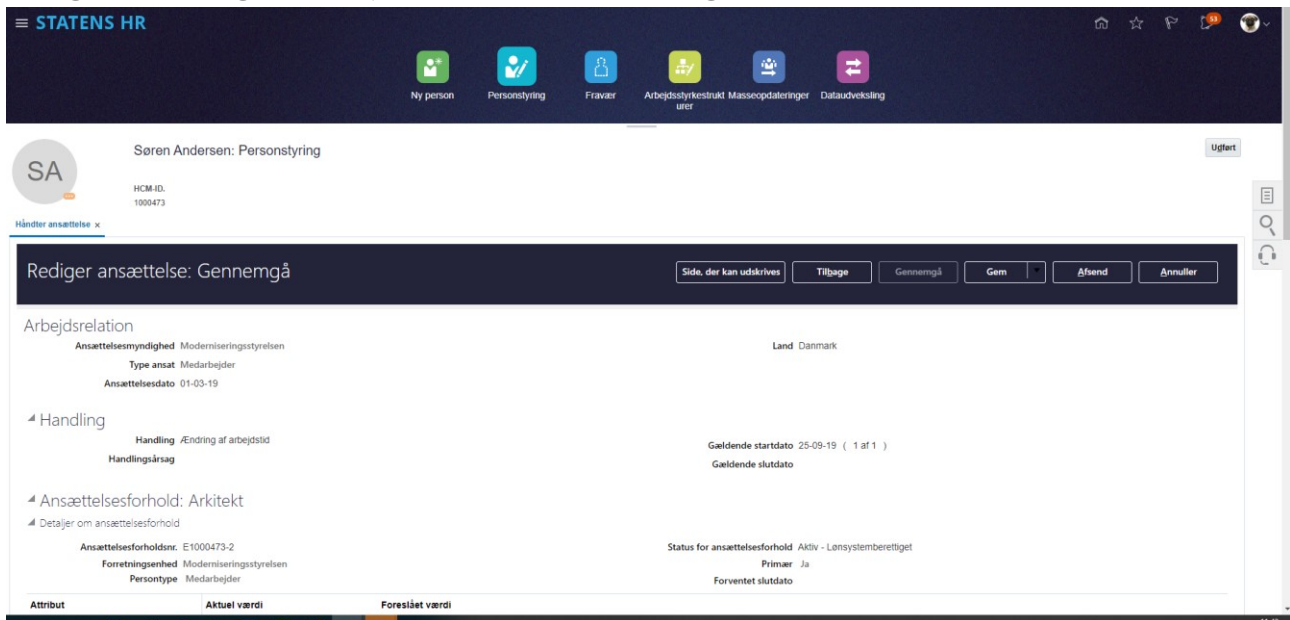 STATENS HR
53
Ny person
Personstyring
Fravær
Arbejdsstyrkestrukt
urer
Masseopdateringer
Dataudveksling
SA
Søren Andersen: Personstyring
Udført
HCM-ID.
1000473
Håndter ansættelse x
Rediger ansættelse: Gennemgå
Side, der kan udskrives
Tilbage
Gennemgå
Gem
Afsend
Annuller
Arbejdsrelation
Ansættelsesmyndighed Moderniseringsstyrelsen
Land Danmark
Type ansat Medarbejder
Ansættelsesdato 01-03-19
Handling
Handling Ændring af arbejdstid
Gældende startdato 25-09-19 ( 1 af 1 )
Handlingsårsag
Gældende slutdato
Ansættelsesforhold: Arkitekt
Detaljer om ansættelsesforhold
Ansættelsesforholdsnr. E1000473-2
Status for ansættelsesforhold Aktiv - Lønsystemberettiget
Forretningsenhed Moderniseringsstyrelsen
Primær Ja
Persontype Medarbejder
Forventet slutdato
Attribut Aktuel værdi Foreslået værdi